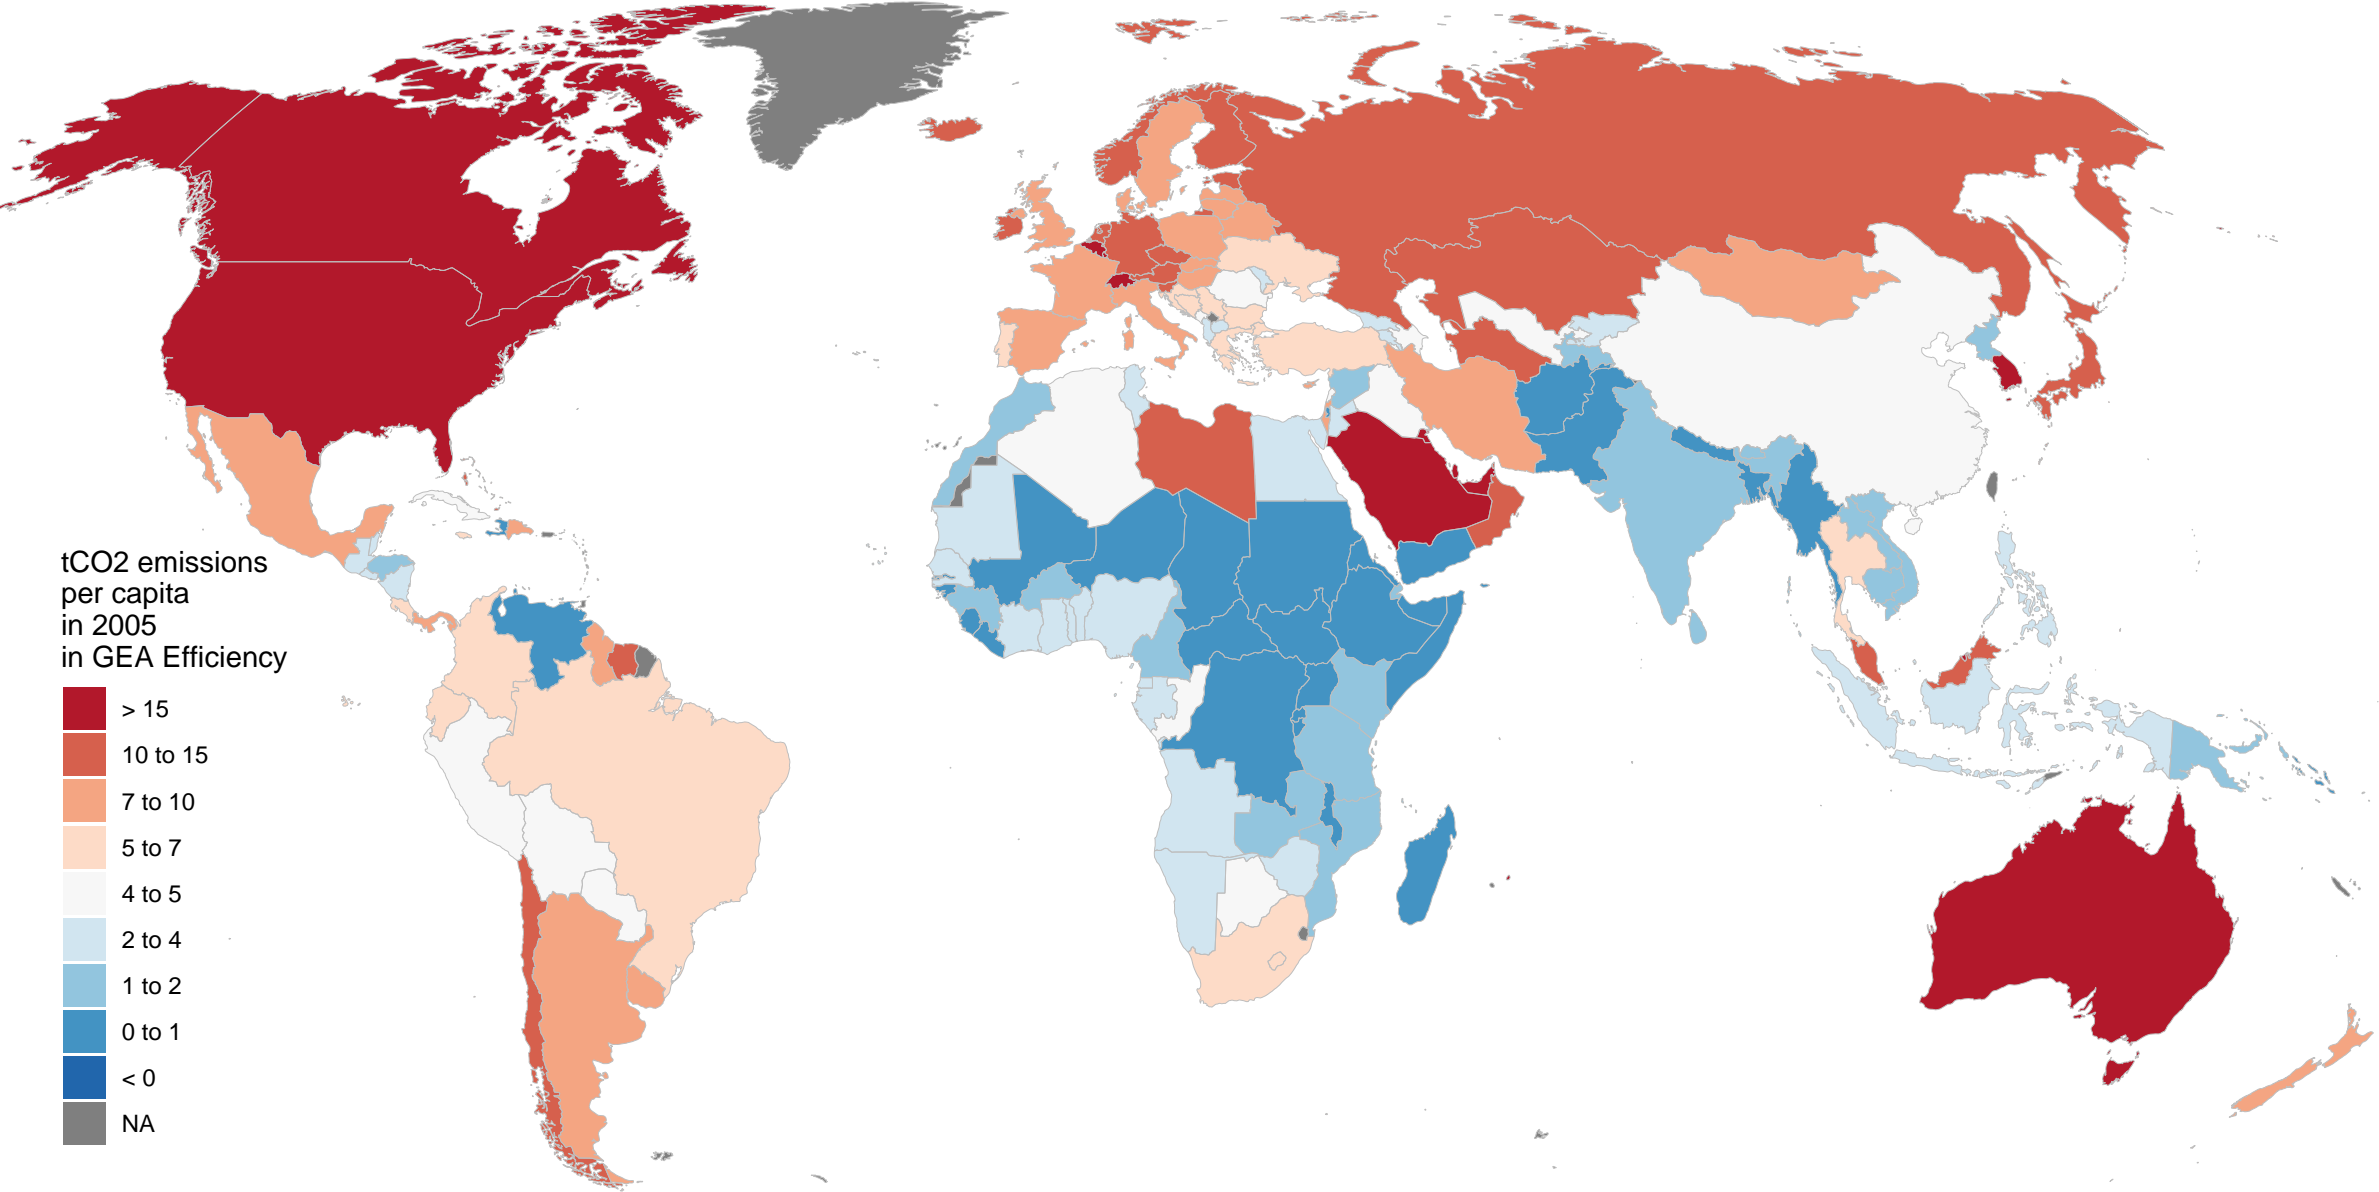 tCO2 emissions
per capita
in 2005
in GEA Efficiency
> 15
10 to 15
7 to 10
5 to 7
4 to 5
2 to 4
1 to 2
0 to 1
< 0
NA